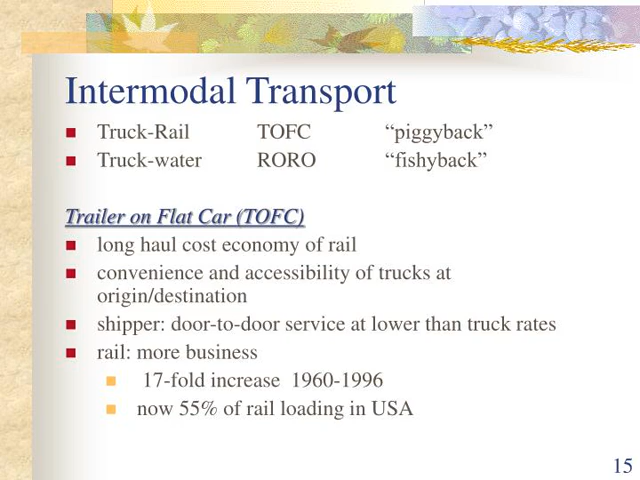 Intermodal Transport
Truck-Rail TOFC “piggyback”
Truck-water RORO “fishyback”
Trailer on Flat Car (TOFC)
long haul cost economy of rail
convenience and accessibility of trucks at
origin/destination
shipper: door-to-door service at lower than truck rates
rail: more business
17-fold increase 1960-1996
now 55% of rail loading in USA
15